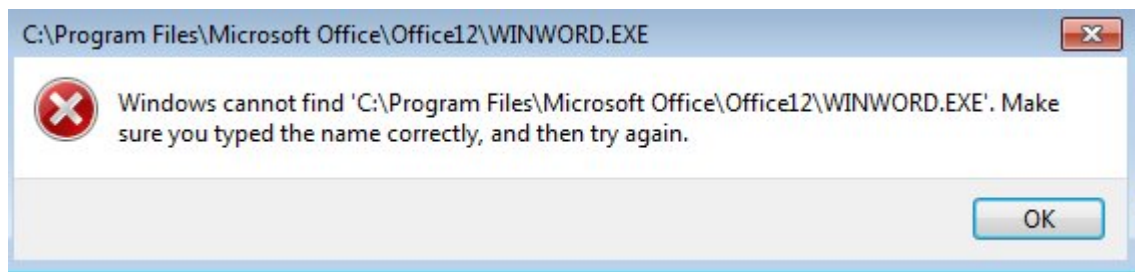 C:\Program Files\Microsoft Office\Office12\WINWORD.EXE
Windows cannot find 'C:\Program Files\Microsoft Office\Office12\WINWORD.EXE'. Make
sure you typed the name correctly, and then try again.
OK